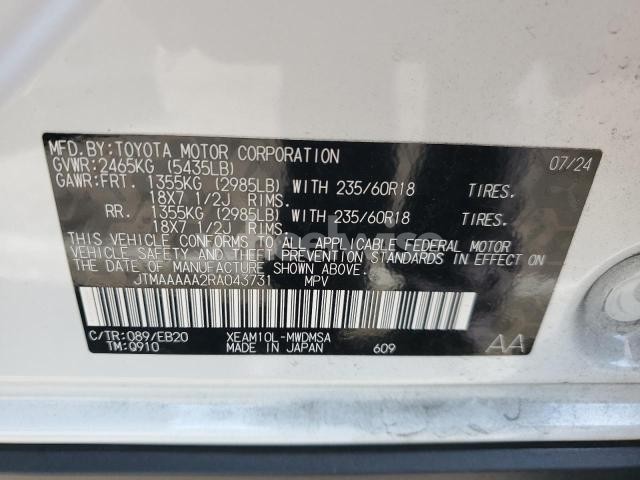 MFD. BY: TOYOTA MOTOR CORPORATION 07/24
GVWR: 2465KG (5435LB)
GAWR: FRT. 1355KG (2985LB) WITH 235/60R18 TIRES.
18X7 1/2J RIMS.
RR. 1355KG (2985LB) WITH 235/60R18 TIRES.
18X7 1/2J RIMS.
THIS VEHICLE CONFORMS TO ALL APPLICABLE FEDERAL MOTOR
VEHICLE SAFETY AND THEFT PREVENTION STANDARDS IN EFFECT ON
THE DATE OF MANUFACTURE SHOWN ABOVE.
JTMAAAAA2RA043731 MPV
C/TR: 089/EB20 XEAM10L-MWDMSA
TM: Q910 MADE IN JAPAN 609 AA